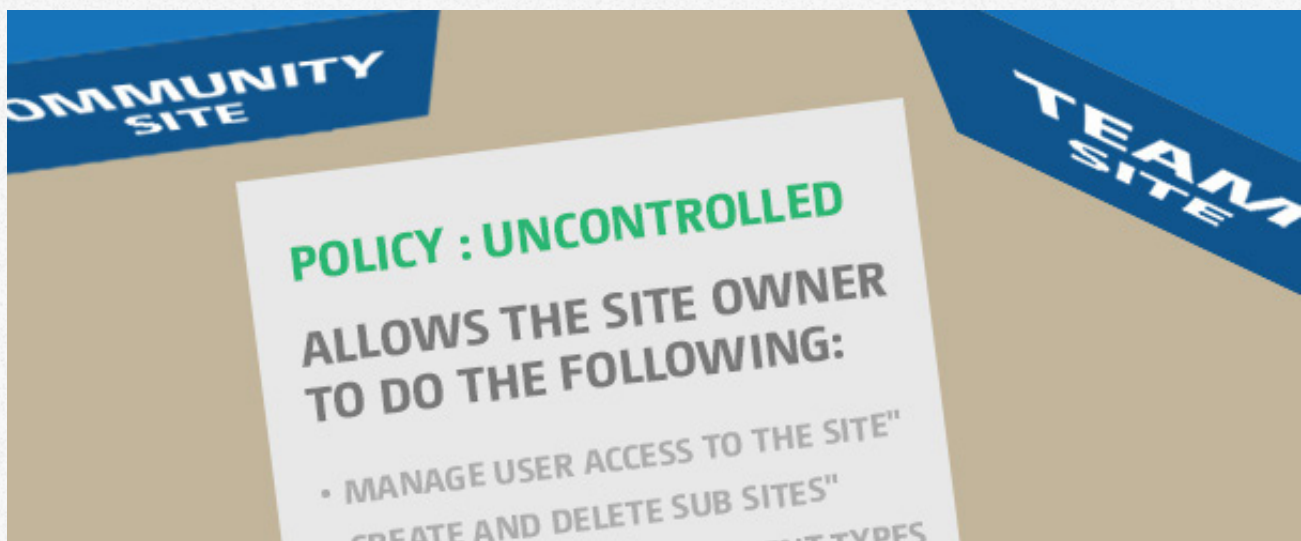 OMMUNITY
SITE
TEAM
SITE
POLICY : UNCONTROLLED
ALLOWS THE SITE OWNER
TO DO THE FOLLOWING:
• MANAGE USER ACCESS TO THE SITE"
CREATE AND DELETE SUB SITES"
TYPES